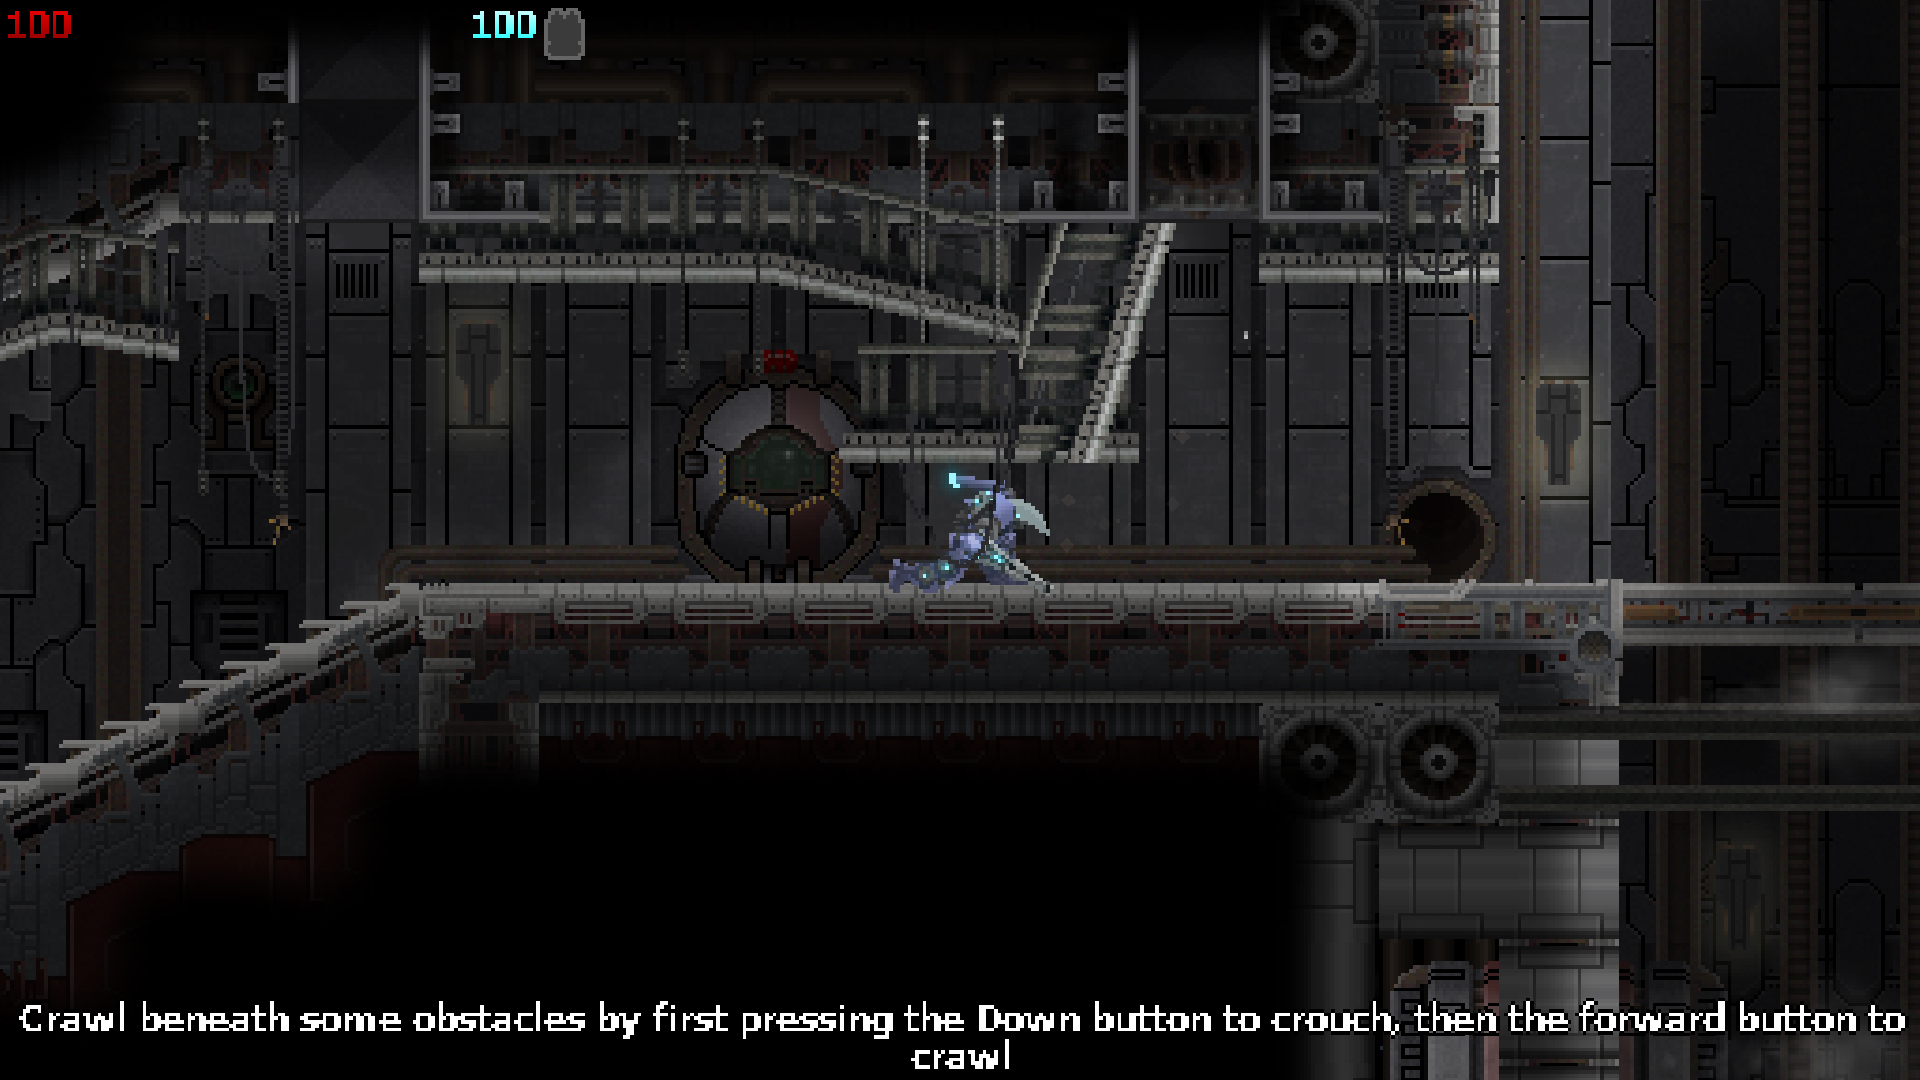 100
100
Crawl beneath some obstacles by first pressing the Down button to crouch, then the forward button to
crawl